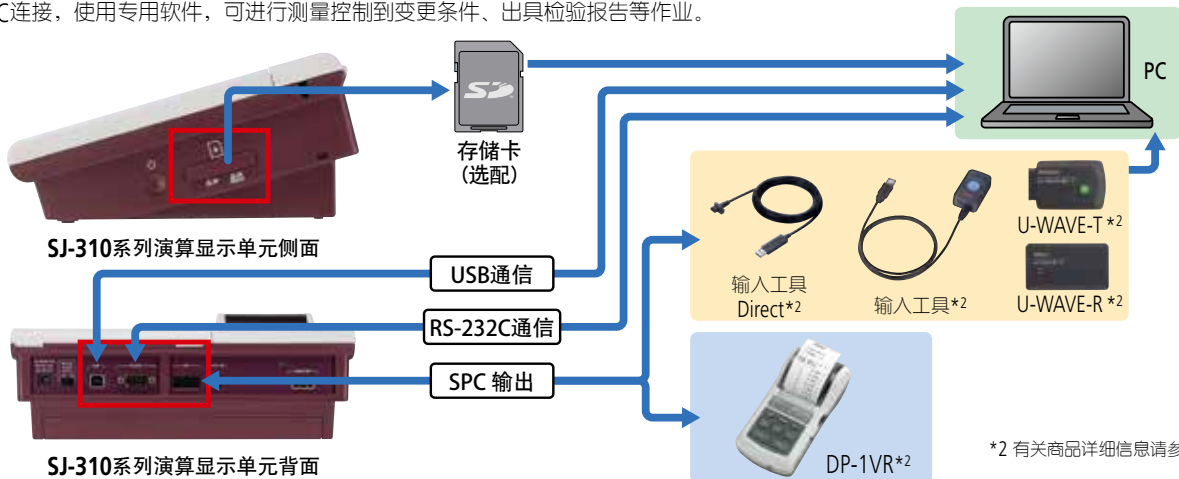 C连接，使用专用软件，可进行测量控制到变更条件、出具检验报告等作业。
SD
存储卡
(选配)
PC
SJ-310系列演算显示单元侧面
USB通信
RS-232C通信
SPC 输出
输入工具
Direct*2
输入工具*2
U-WAVE-T*2
U-WAVE-R*2
DP-1VR*2
SJ-310系列演算显示单元背面
*2 有关商品详细信息请参